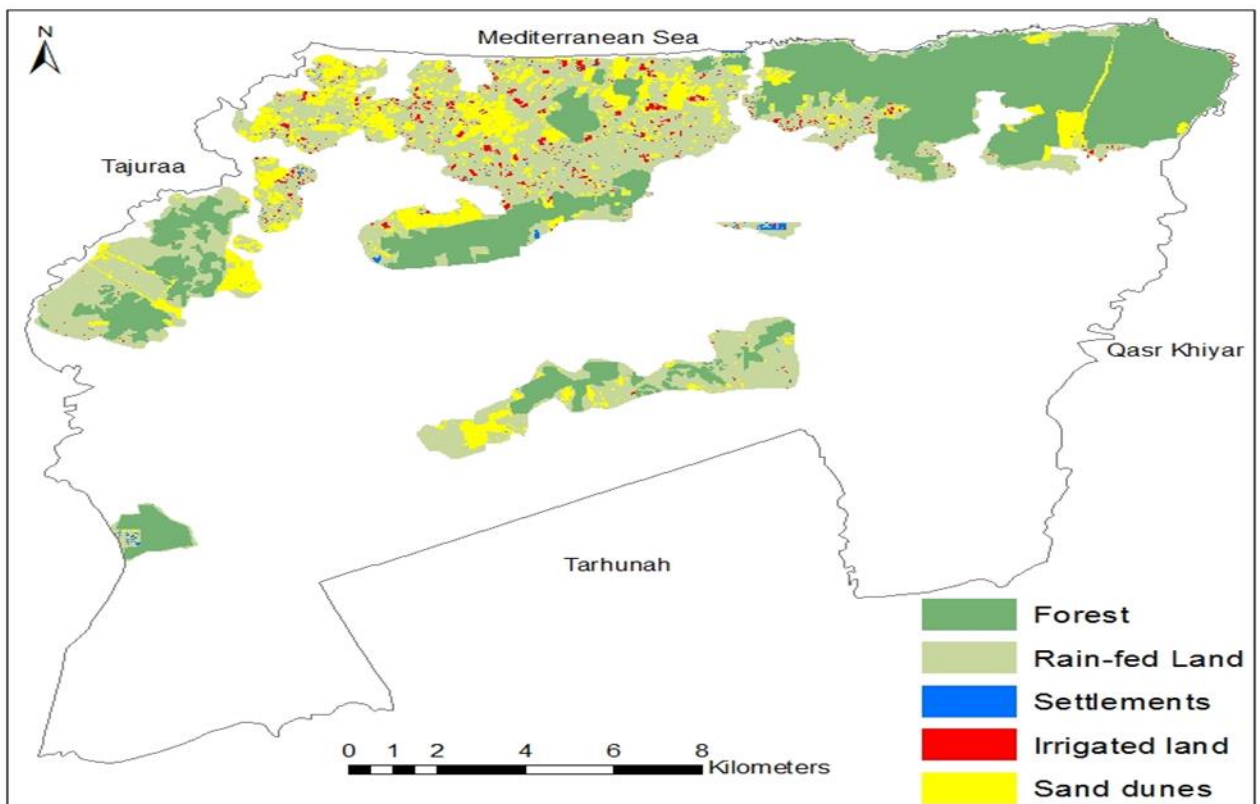 N
Mediterranean Sea
Tajuraa
Qasr Khiyar
Tarhunah
Forest
Rain-fed Land
Settlements
Irrigated land
Sand dunes
0 1 2 4 6 8
Kilometers